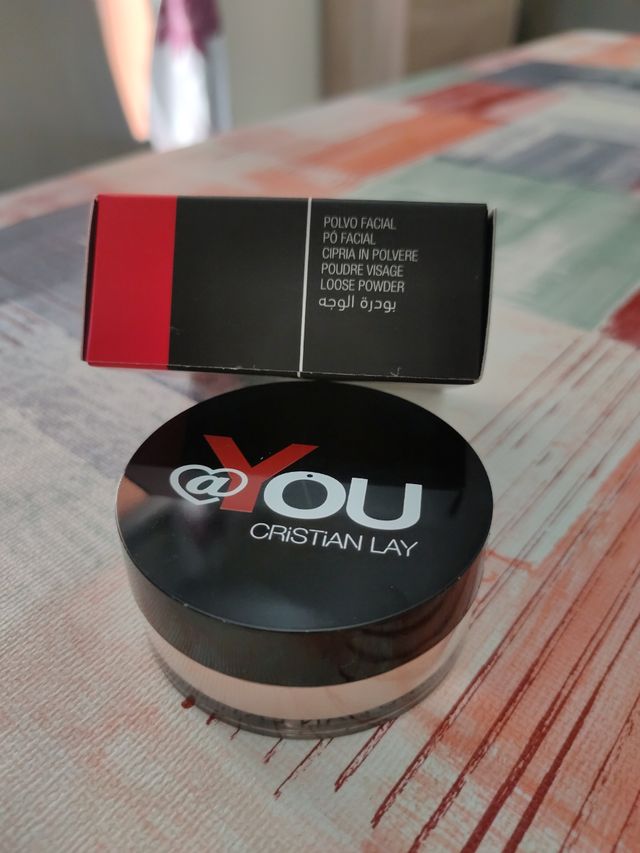 POLVO FACIAL
PÓ FACIAL
CIPRIA IN POLVERE
POUDRE VISAGE
LOOSE POWDER
بودرة الوجه
@YOU
CRiSTiAN LAY